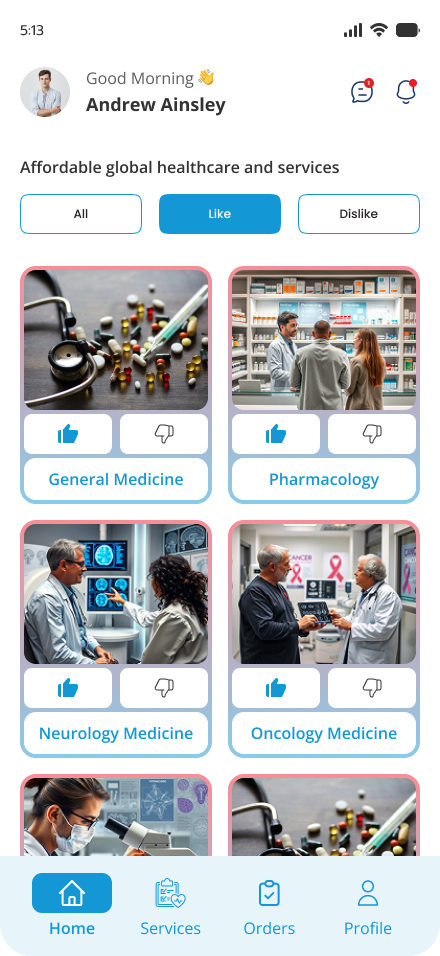 5:13
Good Morning 👋
1
Andrew Ainsley
Affordable global healthcare and services
All
Like
Dislike
General Medicine
Pharmacology
CANCER
Neurology Medicine
Oncology Medicine
Home
Services
Orders
Profile